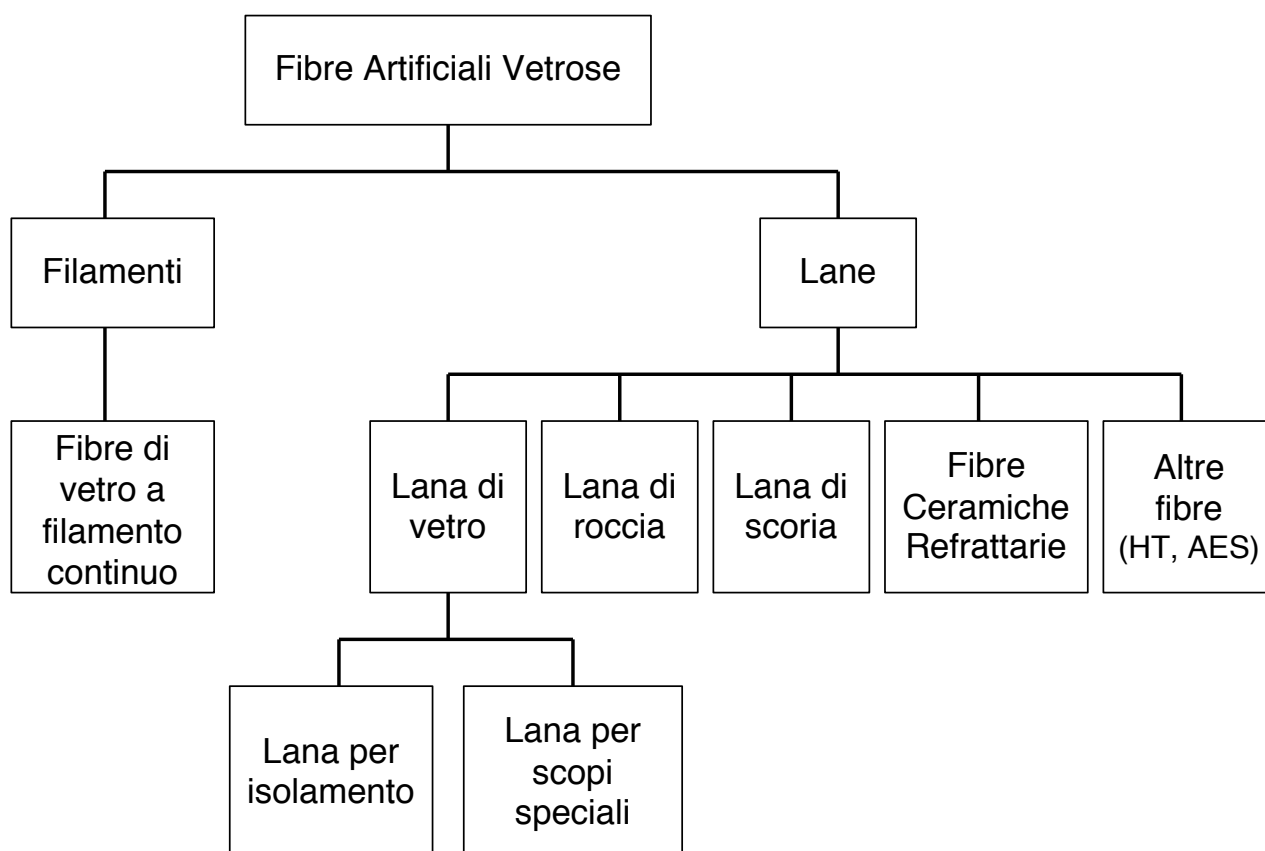 Fibre Artificiali Vetrose
Filamenti
Lane
Fibre di
vetro a
filamento
continuo
Lana di
vetro
Lana di
roccia
Lana di
scoria
Fibre
Ceramiche
Refrattarie
Altre
fibre
(HT, AES)
Lana per
isolamento
Lana per
scopi
speciali